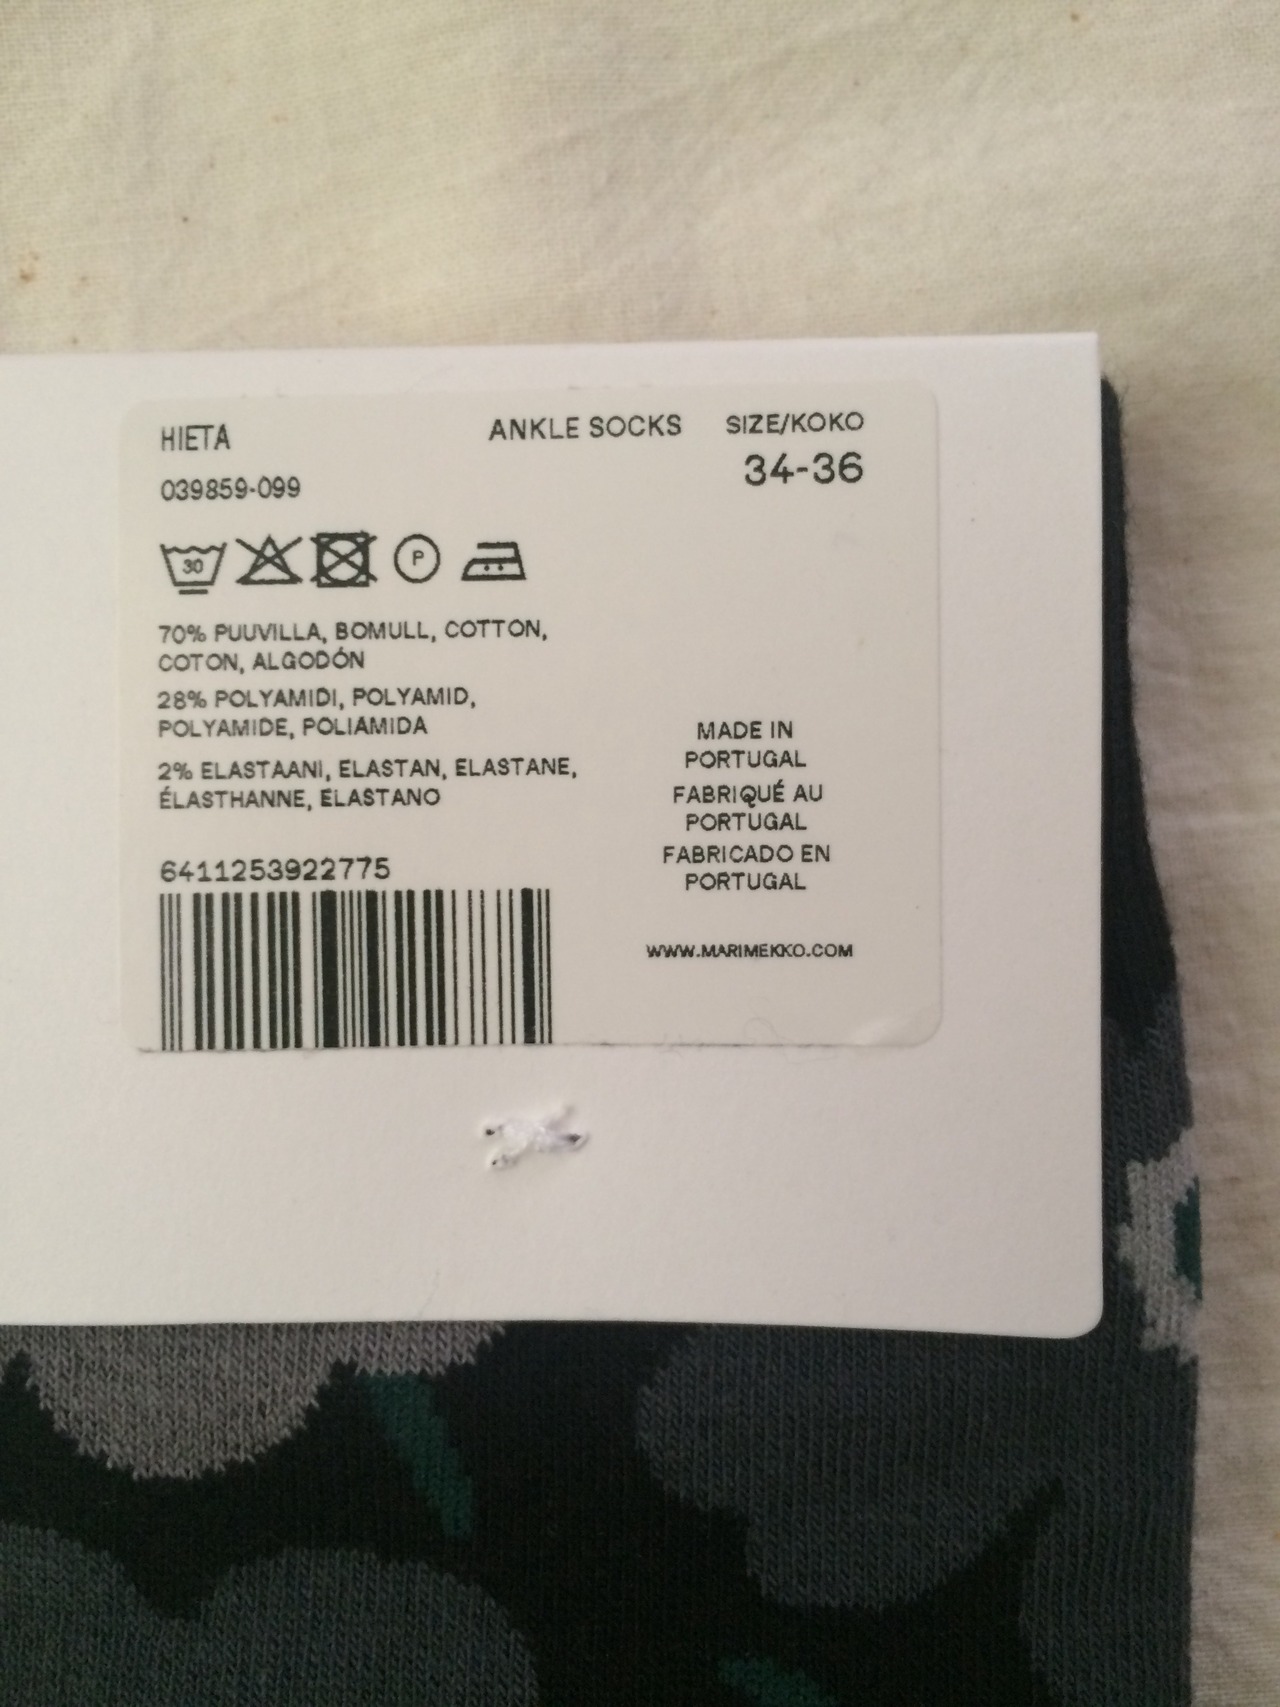 HIETA
ANKLE SOCKS
SIZE/KOKO
34-36
039859-099
30
P
70% PUUVILLA, BOMULL, COTTON,
COTON, ALGODÓN
28% POLYAMIDI, POLYAMID,
POLYAMIDE, POLIAMIDA
2% ELASTAANI, ELASTAN, ELASTANE,
ÉLASTHANNE, ELASTANO
6411253922775
MADE IN
PORTUGAL
FABRIQUÉ AU
PORTUGAL
FABRICADO EN
PORTUGAL
WWW.MARIMEKKO.COM